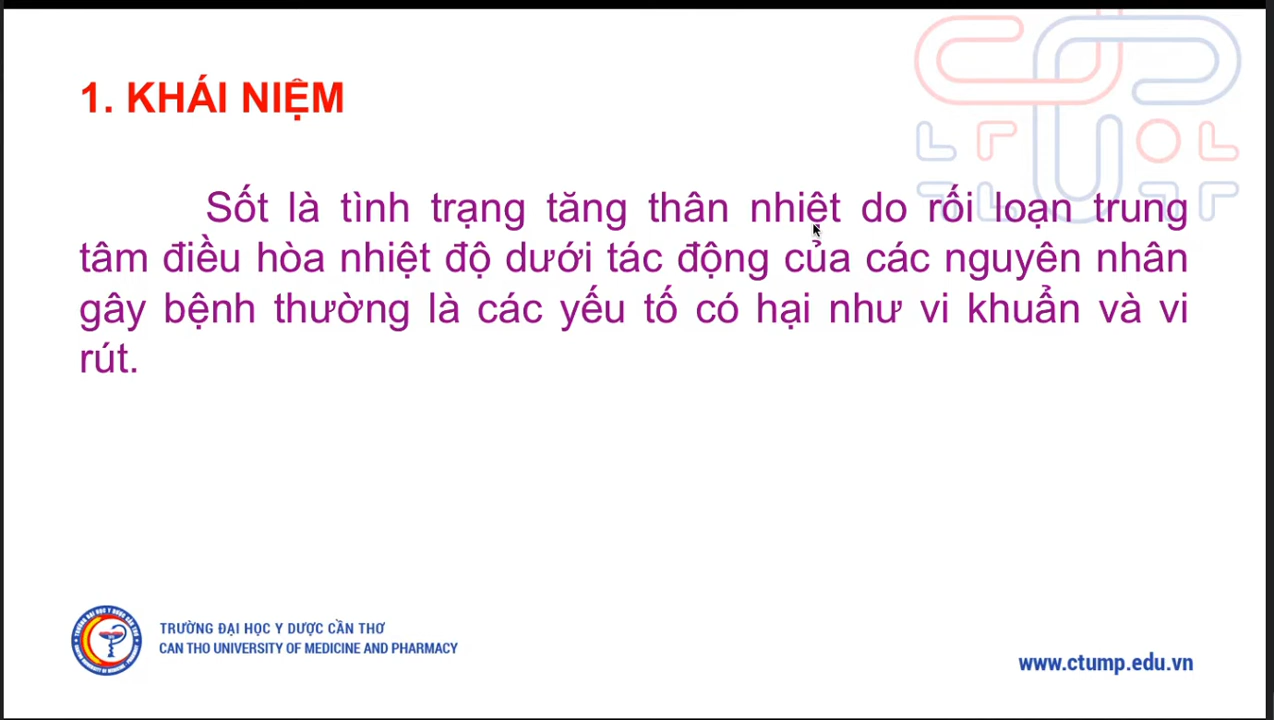 1. KHÁI NIỆM
Sốt là tình trạng tăng thân nhiệt do rối loạn trung
tâm điều hòa nhiệt độ dưới tác động của các nguyên nhân
gây bệnh thường là các yếu tố có hại như vi khuẩn và vi
rút.
TRƯỜNG ĐẠI HỌC Y DƯỢC CẦN THƠ
CAN THO UNIVERSITY OF MEDICINE AND PHARMACY
www.ctump.edu.vn